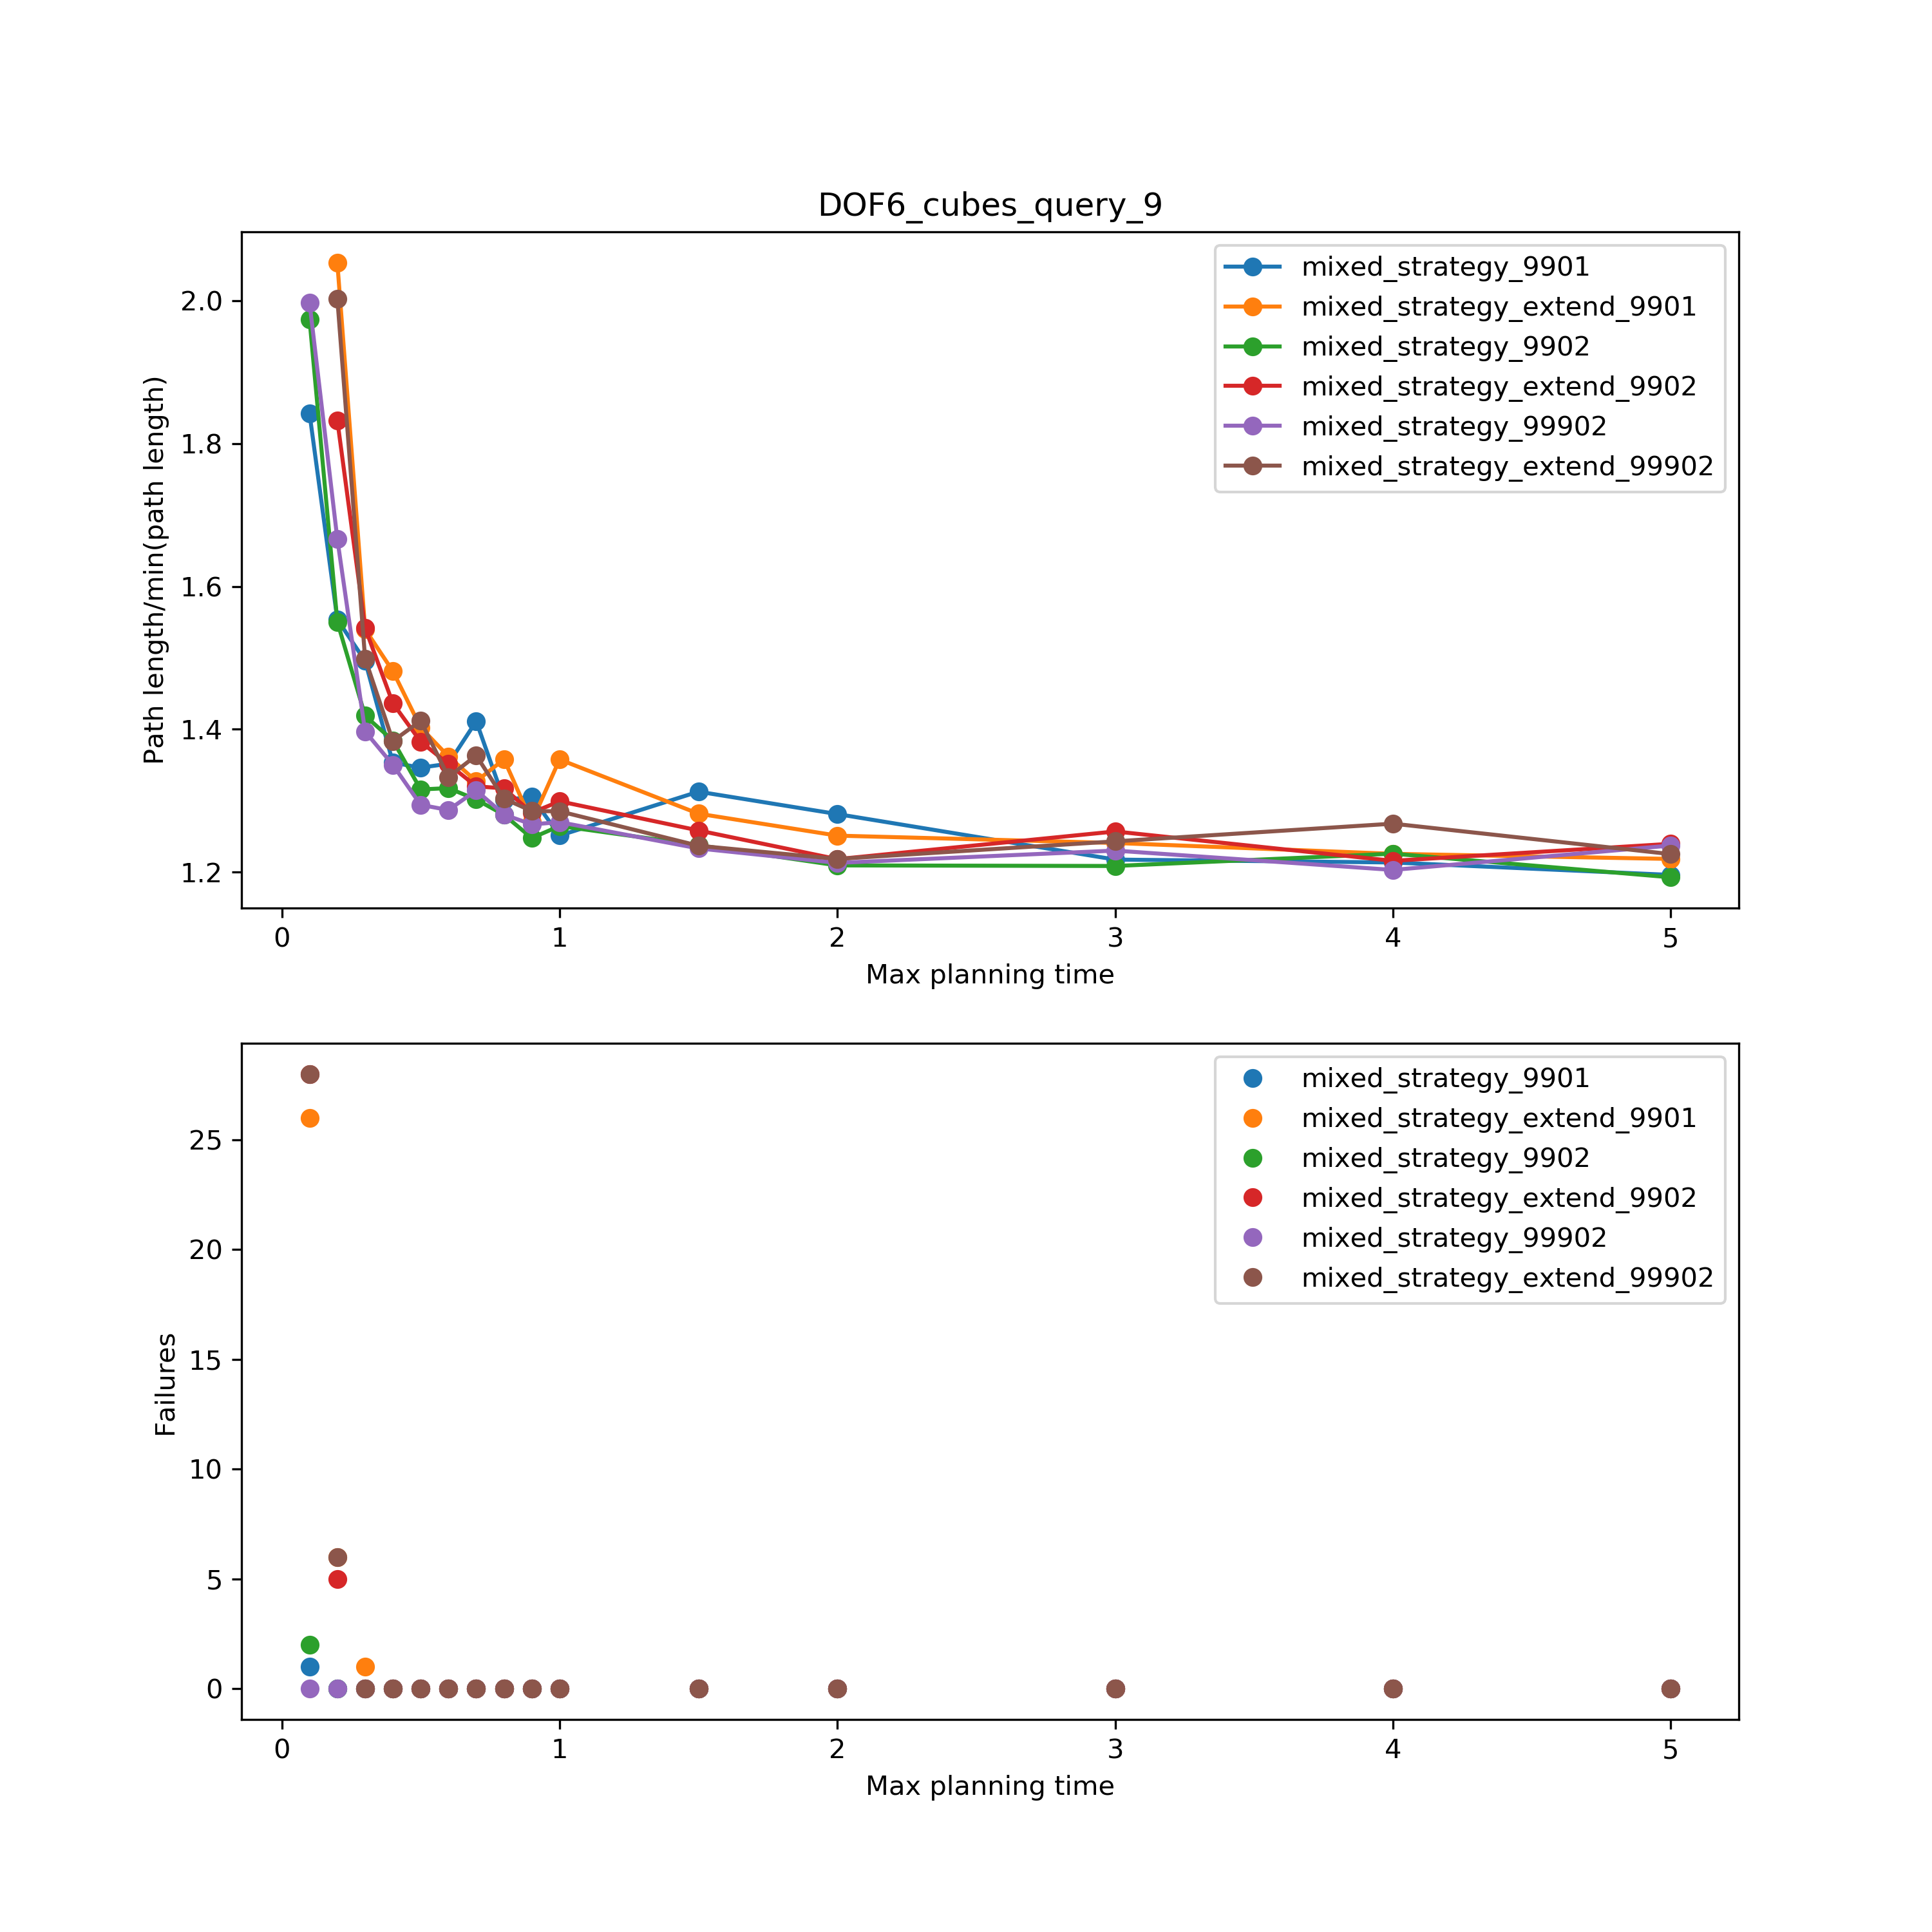 DOF6_cubes_query_9
Path length/min(path length)
2.0
1.8
1.6
1.4
1.2
mixed_strategy_9901
mixed_strategy_extend_9901
mixed_strategy_9902
mixed_strategy_extend_9902
mixed_strategy_99902
mixed_strategy_extend_99902
0 1 2 3 4 5
Max planning time
Failures
25
20
15
10
5
0
mixed_strategy_9901
mixed_strategy_extend_9901
mixed_strategy_9902
mixed_strategy_extend_9902
mixed_strategy_99902
mixed_strategy_extend_99902
0 1 2 3 4 5
Max planning time